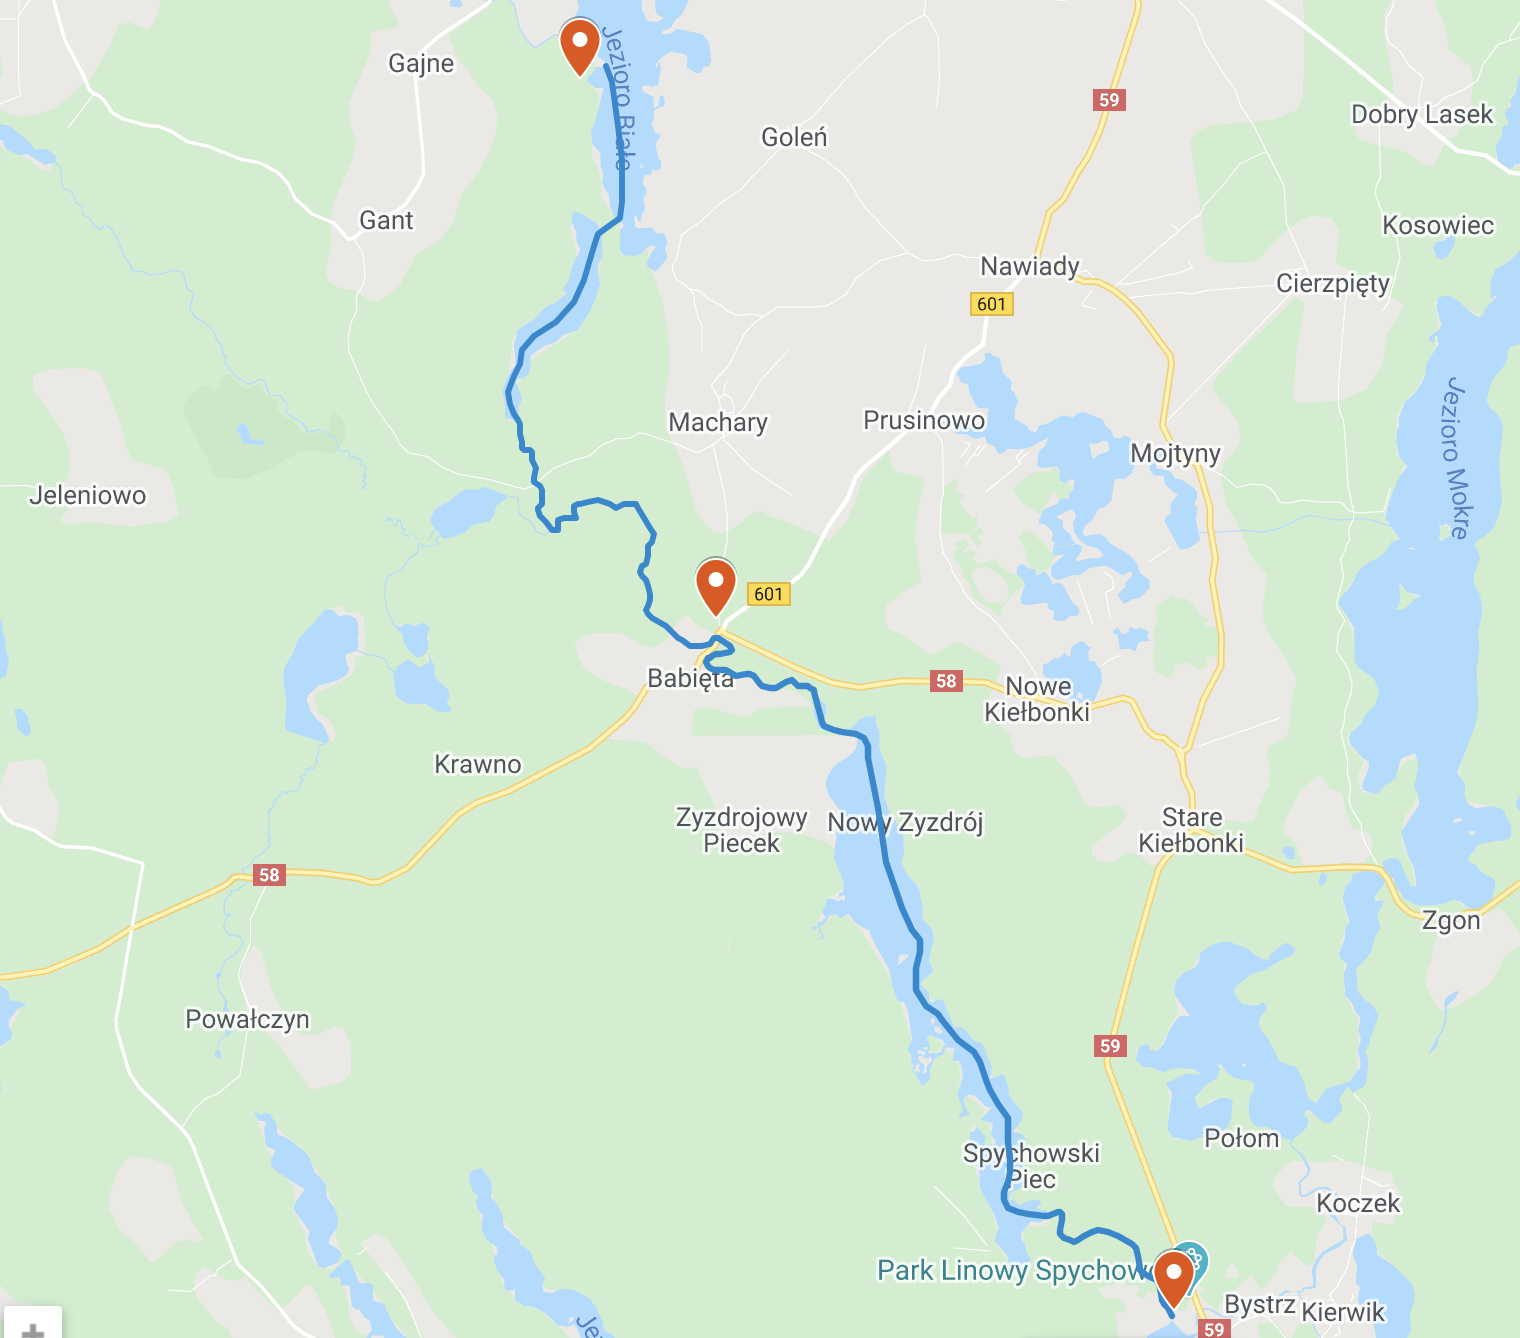 Gajne
Jezioro Białe
59
Dobry Lasek
Goleń
Gant
Kosowiec
Nawiady
Cierzpięty
601
Jezioro Mokre
Machary
Prusinowo
Mojtyny
Jeleniowo
601
Babięta
58
Nowe
Kiełbonki
Krawno
Zyzdrojowy
Piecek
Nowy Zyzdrój
Stare
Kiełbonki
58
Zgon
Powałczyn
59
Połom
Spychowski
Piec
Koczek
Park Linowy Spychowo
Bystrz
Kierwik
59